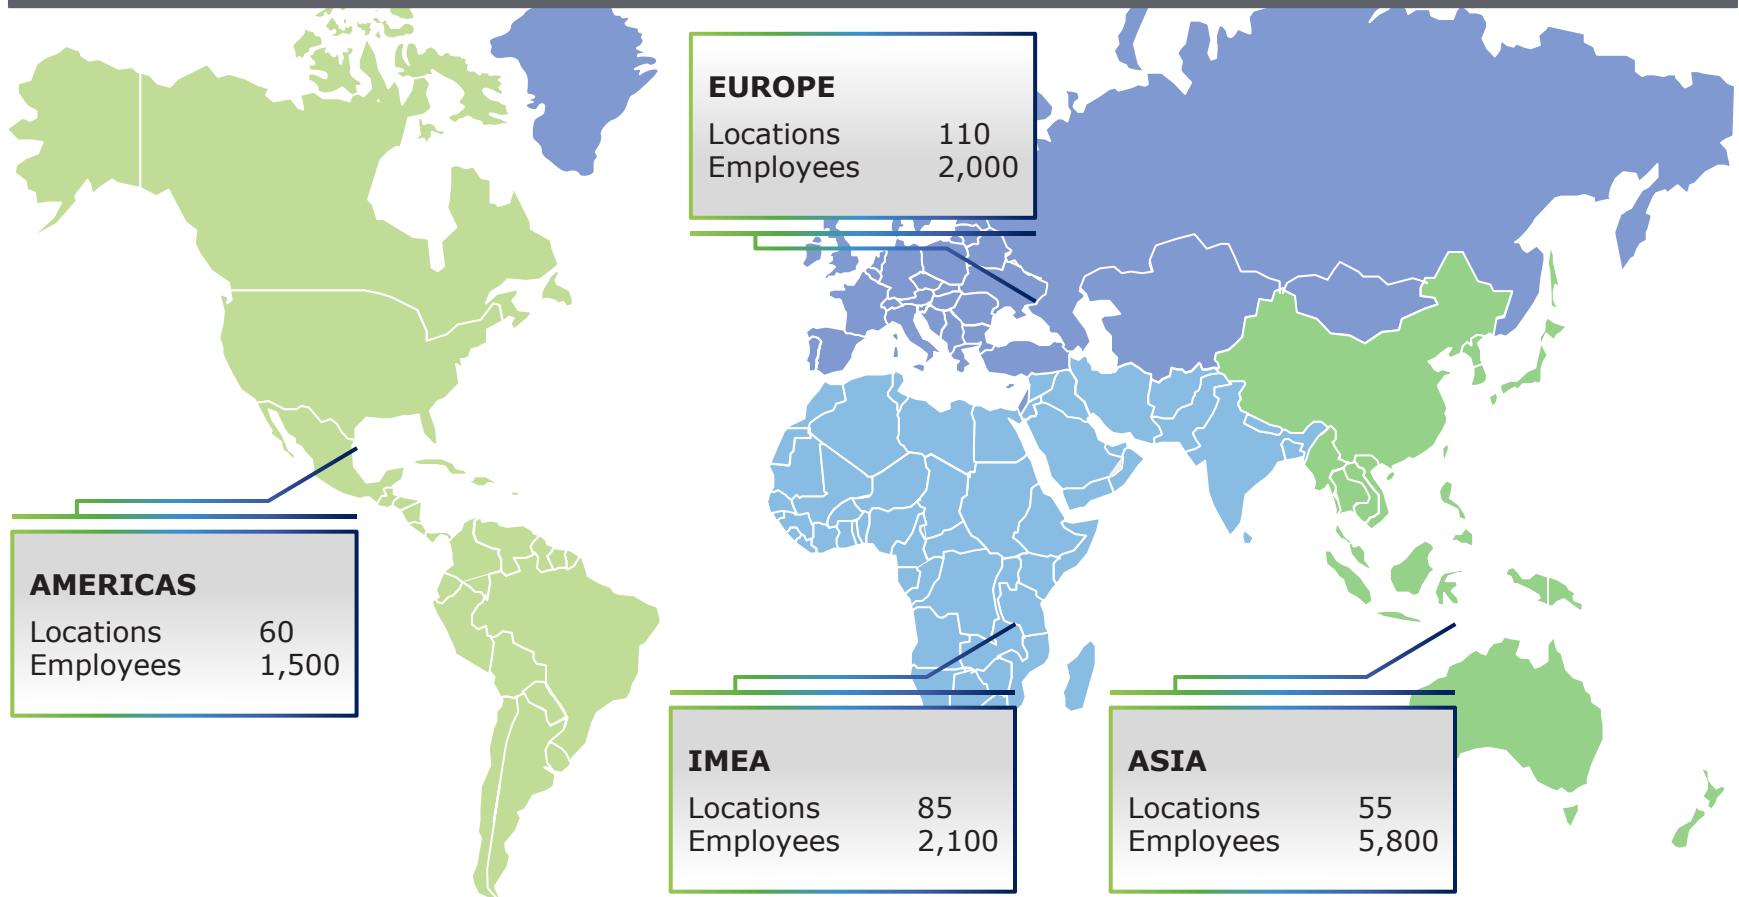 EUROPE
Locations 110
Employees 2,000
AMERICAS
Locations 60
Employees 1,500
IMEA
Locations 85
Employees 2,100
ASIA
Locations 55
Employees 5,800